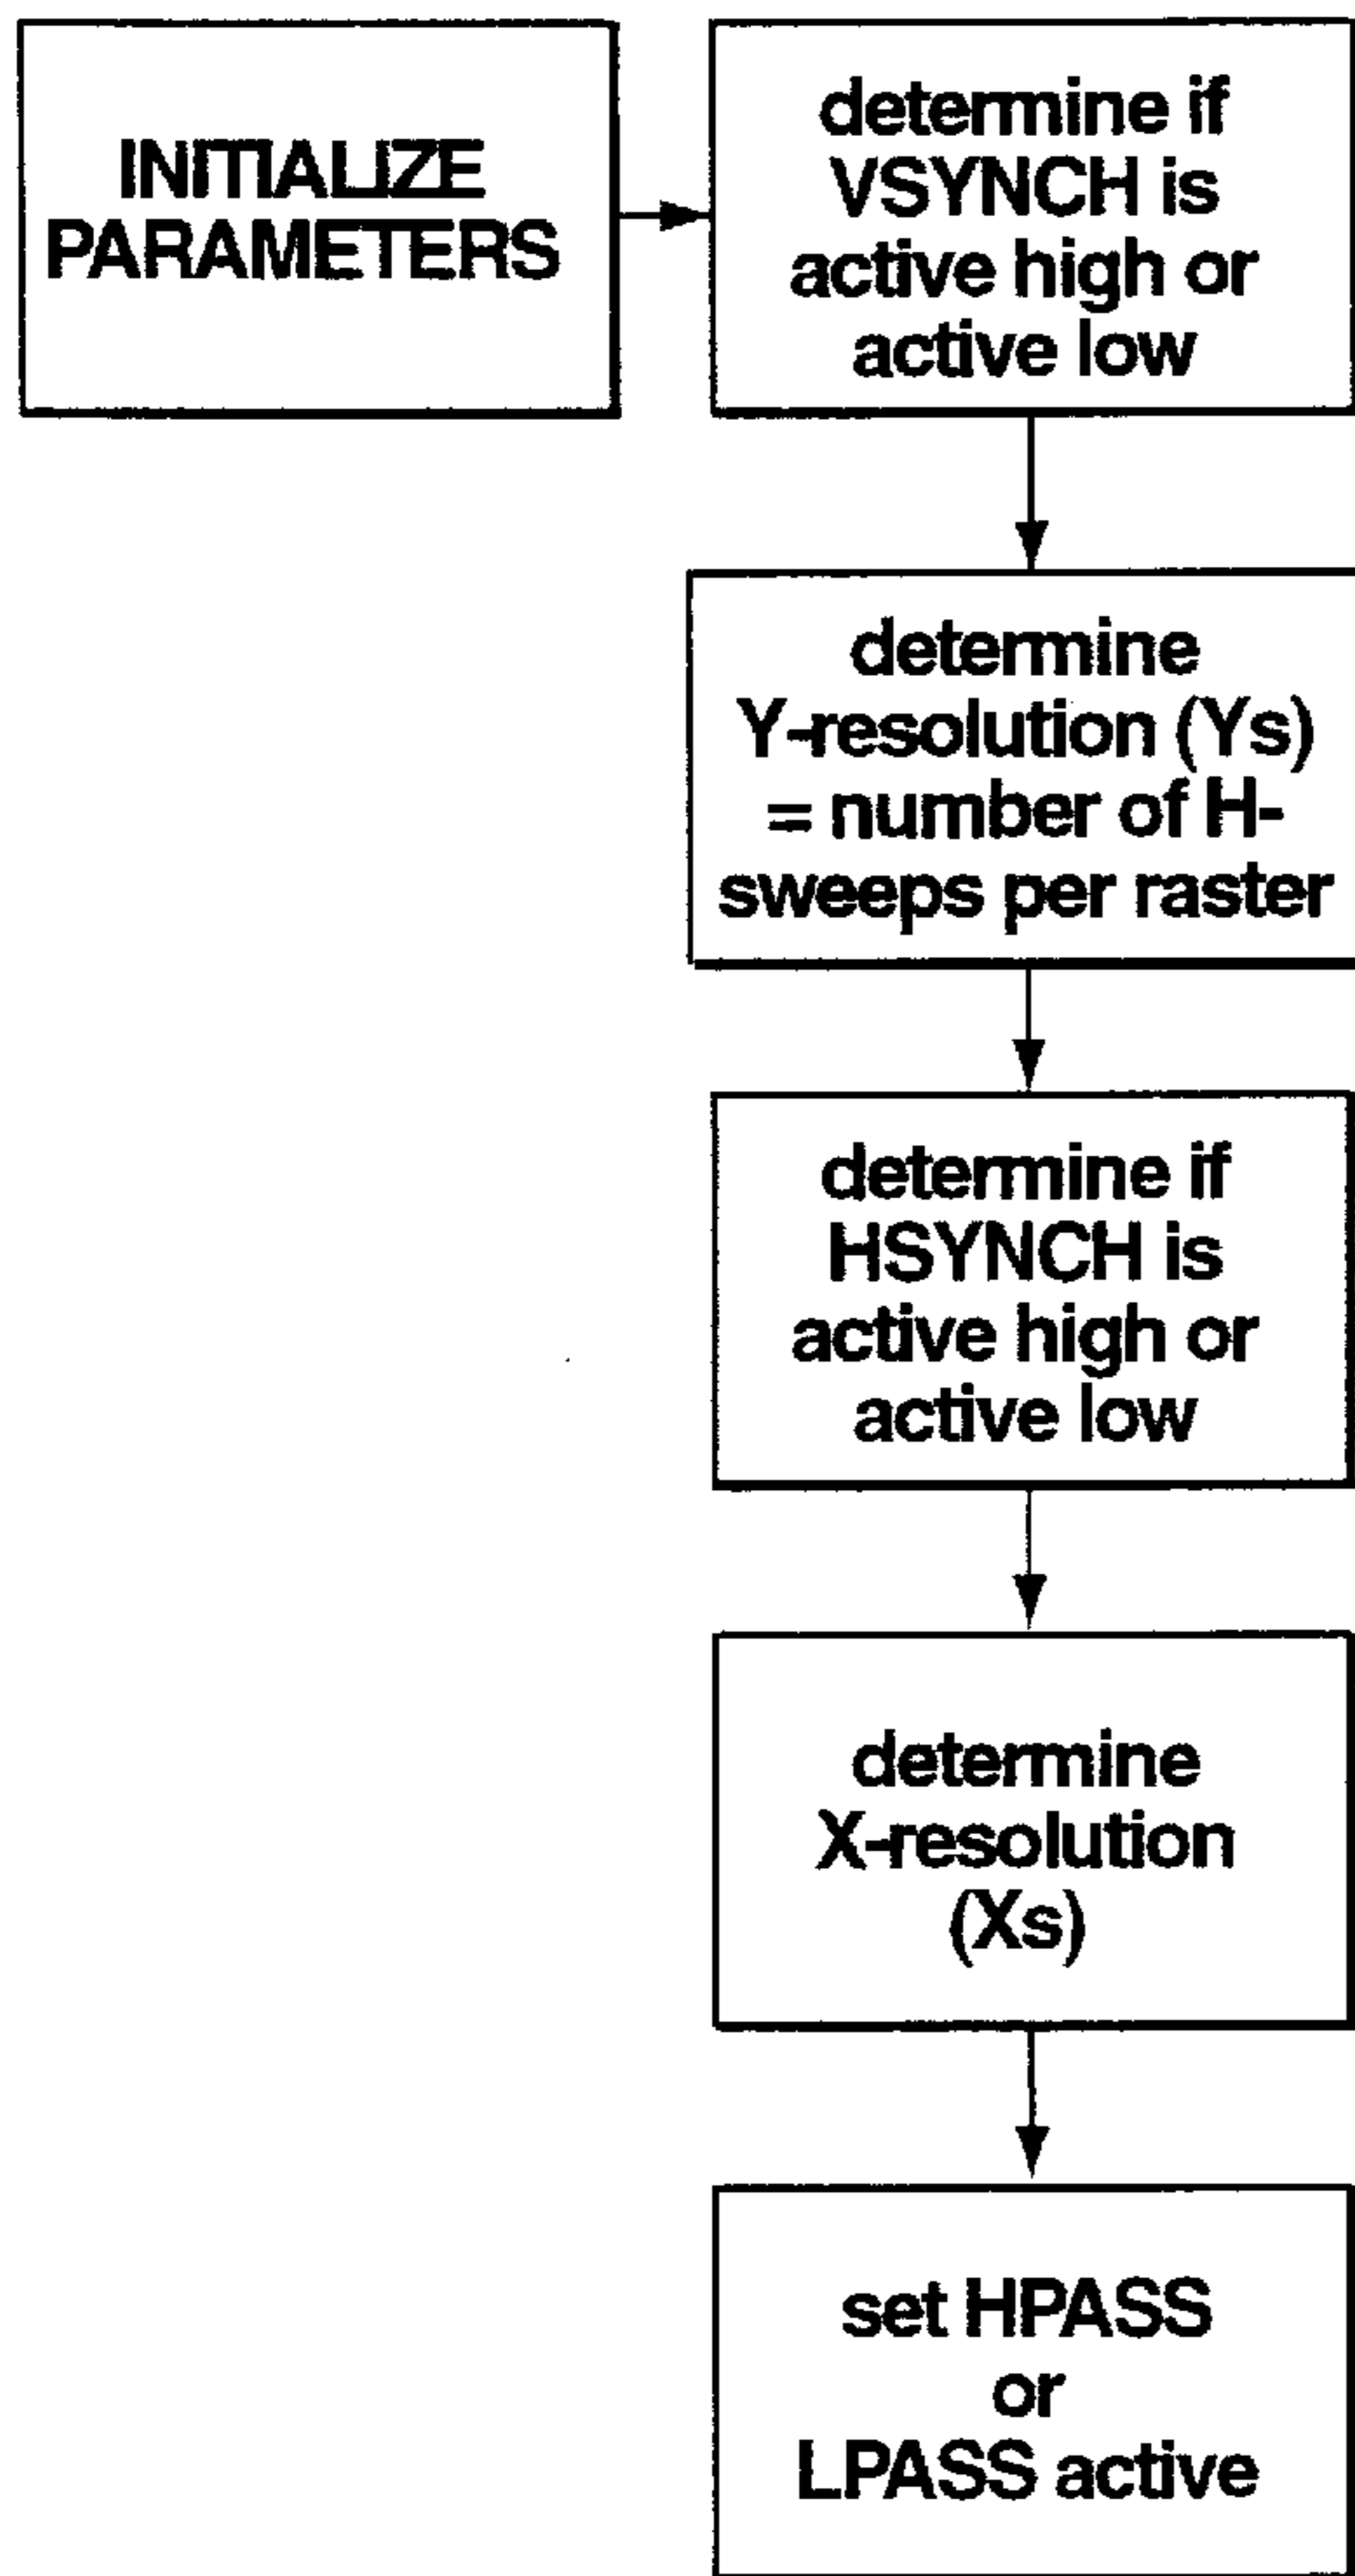 INITIALIZE
PARAMETERS
determine if
VSYNCH is
active high or
active low
determine
Y-resolution (Ys)
= number of H-
sweeps per raster
determine if
HSYNCH is
active high or
active low
determine
X-resolution
(Xs)
set HPASS
or
LPASS active